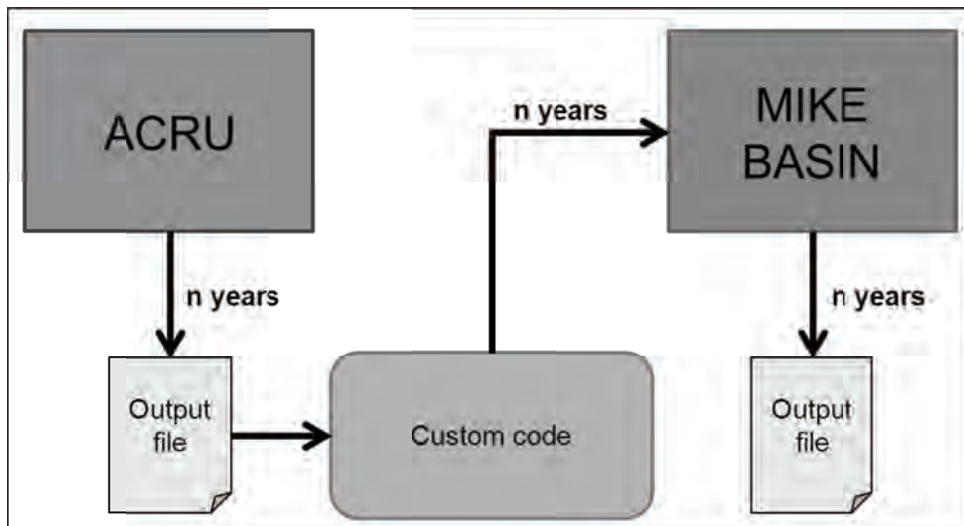 ACRU
n years
Output
file
Custom code
n years
MIKE
BASIN
n years
Output
file